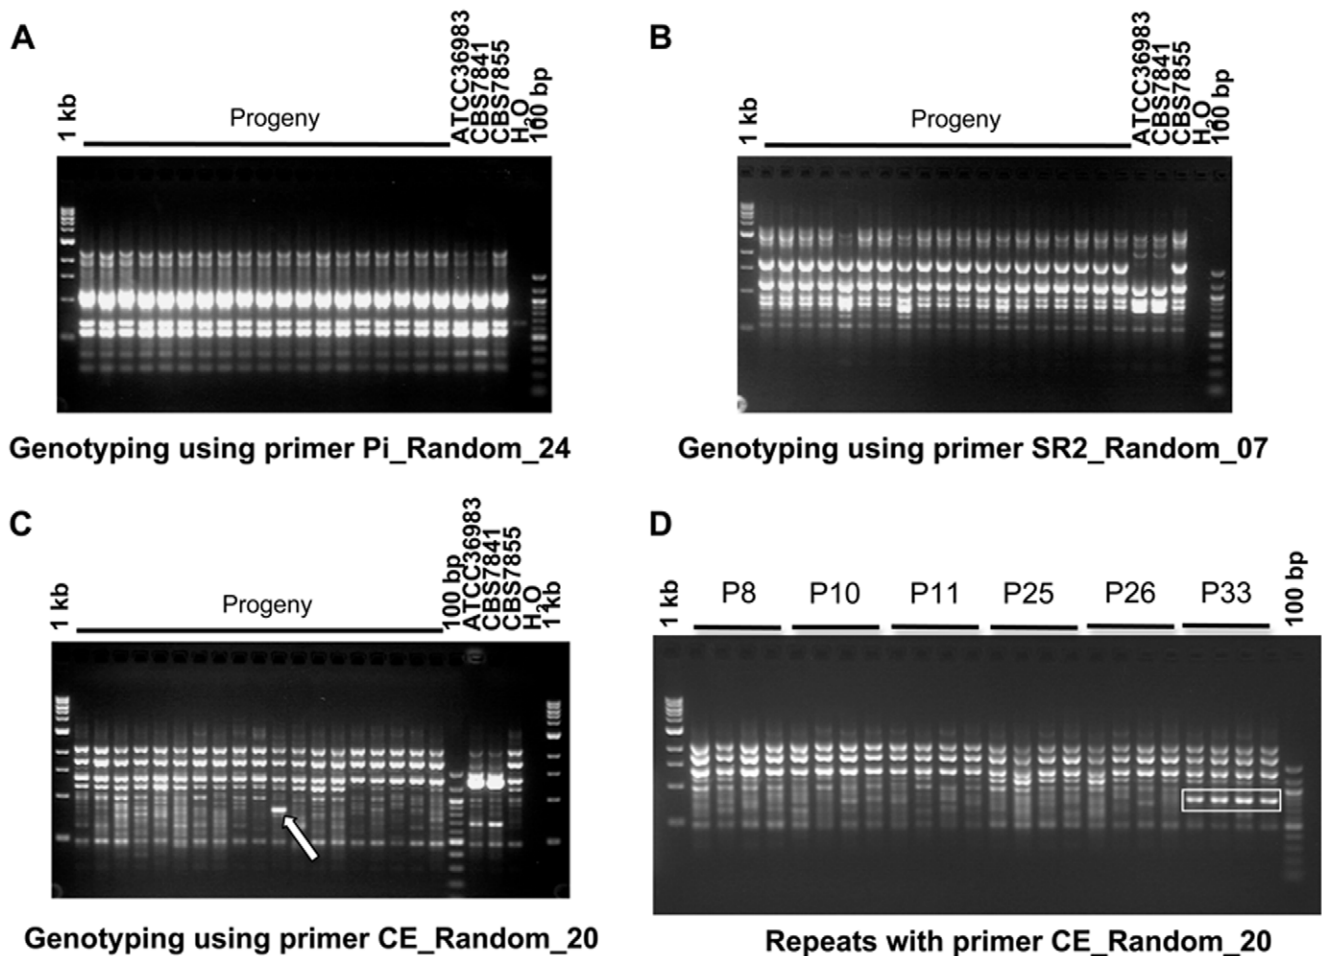 A
1 kb
Progeny
ATCC36983
CBS7841
CBS7855
H2O
100 bp
Genotyping using primer Pi_Random_24
B
1 kb
Progeny
ATCC36983
CBS7841
CBS7855
H2O
100 bp
Genotyping using primer SR2_Random_07
C
1 kb
Progeny
100 bp
ATCC36983
CBS7841
CBS7855
H2O
1 kb
Genotyping using primer CE_Random_20
D
1 kb
P8
P10
P11
P25
P26
P33
100 bp
Repeats with primer CE_Random_20